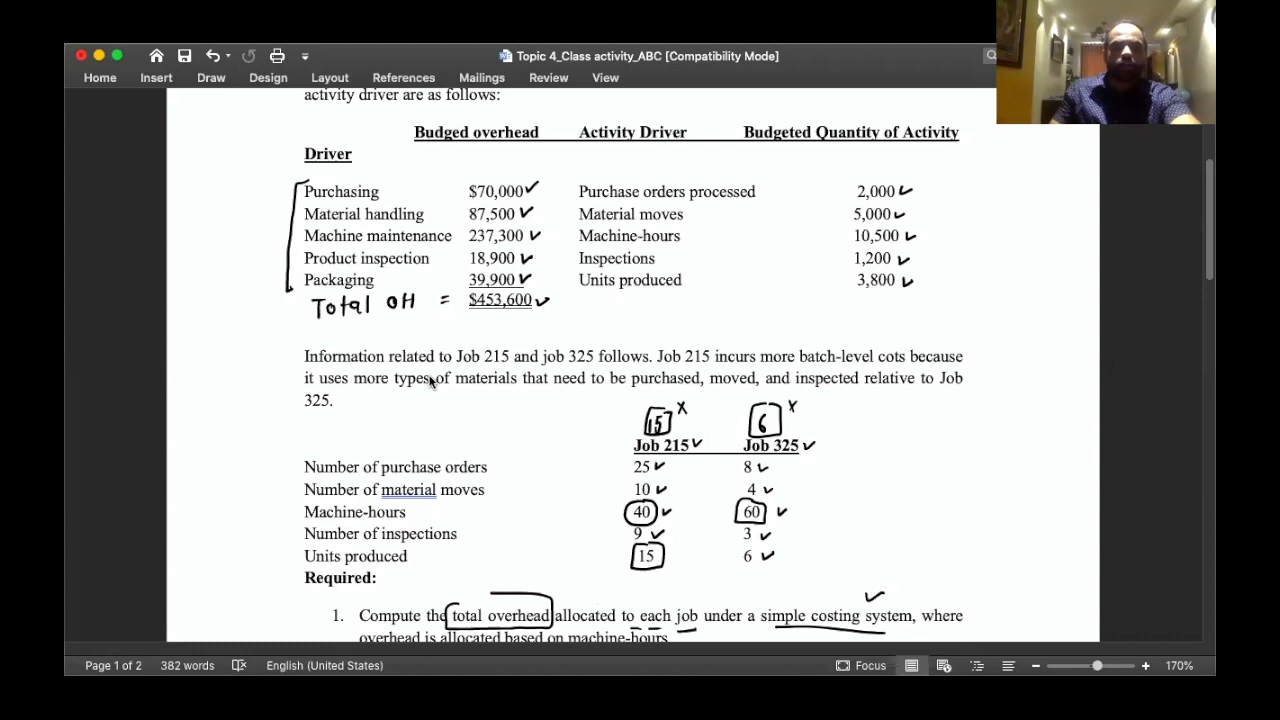 Topic 4_Class activity_ABC [Compatibility Mode]
Home Insert Draw Design Layout References Mailings Review View
activity driver are as follows:
Budged overhead Activity Driver Budgeted Quantity of Activity
Driver
Purchasing $70,000 Purchase orders processed 2,000
Material handling 87,500 Material moves 5,000
Machine maintenance 237,300 Machine-hours 10,500
Product inspection 18,900 Inspections 1,200
Packaging 39,900 Units produced 3,800
Total OH = $453,600
Information related to Job 215 and job 325 follows. Job 215 incurs more batch-level cots because
it uses more types of materials that need to be purchased, moved, and inspected relative to Job
325.
15 x 6 x
Job 215 Job 325
Number of purchase orders 25 8
Number of material moves 10 4
Machine-hours 40 60
Number of inspections 9 3
Units produced 15 6
Required:
1. Compute the total overhead allocated to each job under a simple costing system, where
overhead is allocated based on machine-hours
Page 1 of 2 382 words English (United States) Focus 170%